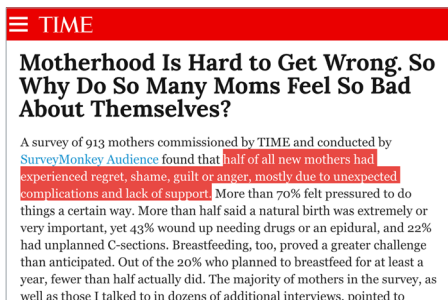 TIME
Motherhood Is Hard to Get Wrong. So
Why Do So Many Moms Feel So Bad
About Themselves?
A survey of 913 mothers commissioned by TIME and conducted by
SurveyMonkey Audience found that half of all new mothers had
experienced regret, shame, guilt or anger, mostly due to unexpected
complications and lack of support. More than 70% felt pressured to do
things a certain way. More than half said a natural birth was extremely or
very important, yet 43% wound up needing drugs or an epidural, and 22%
had unplanned C-sections. Breastfeeding, too, proved a greater challenge
than anticipated. Out of the 20% who planned to breastfeed for at least a
year, fewer than half actually did. The majority of mothers in the survey, as
well as those I talked to in dozens of additional interviews, pointed to